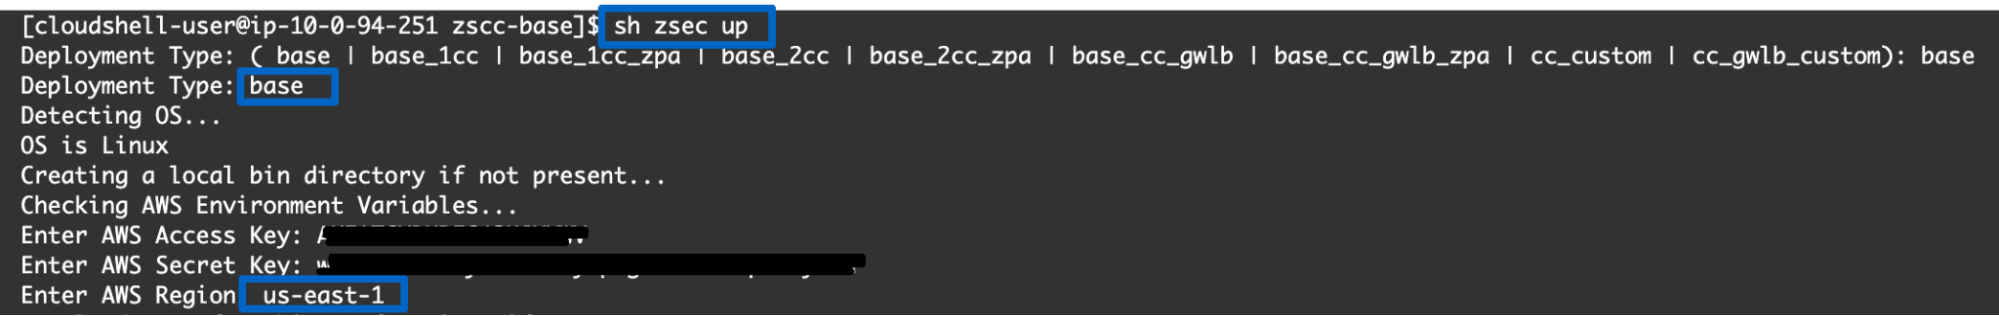 [cloudshell-user@ip-10-0-94-251 zscc-base]$ sh zsec up
Deployment Type: ( base | base_1cc | base_1cc_zpa | base_2cc | base_2cc_zpa | base_cc_gwlb | base_cc_gwlb_zpa | cc_custom | cc_gwlb_custom): base
Deployment Type: base
Detecting OS...
OS is Linux
Creating a local bin directory if not present...
Checking AWS Environment Variables...
Enter AWS Access Key:
Enter AWS Secret Key:
Enter AWS Region us-east-1